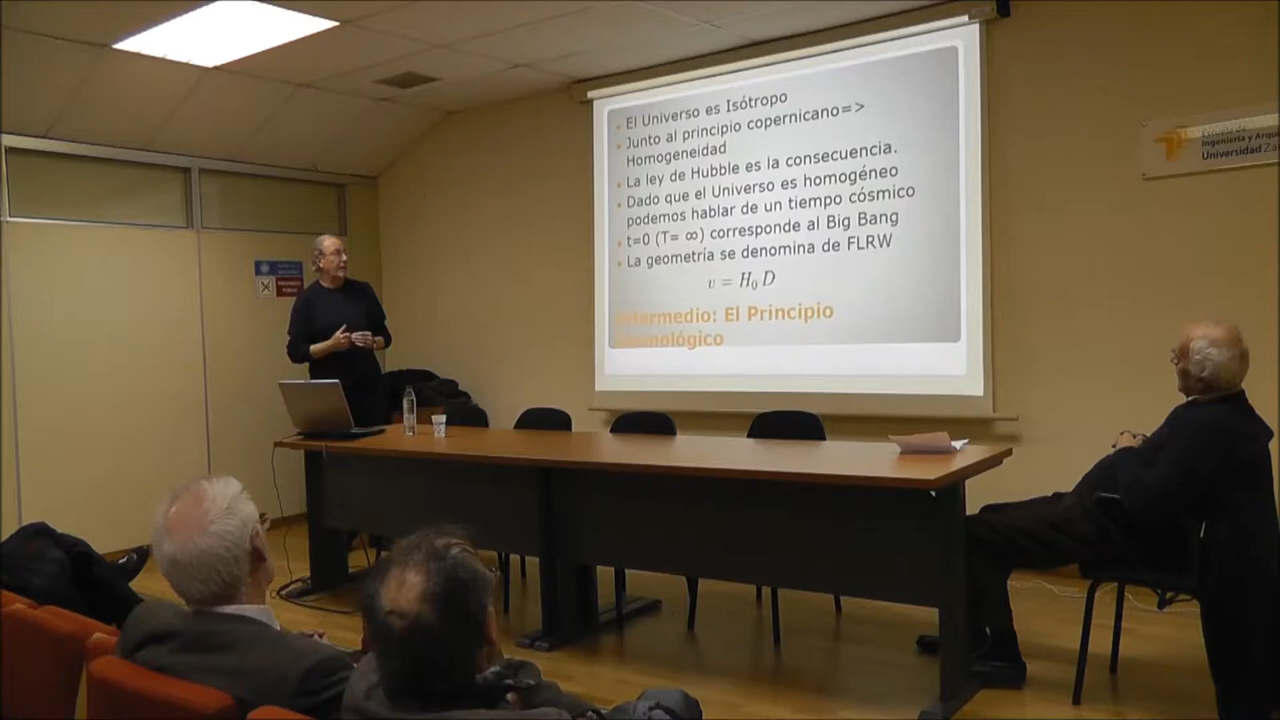 El Universo es Isótropo
Junto al principio copernicano=>
Homogeneidad
La ley de Hubble es la consecuencia.
Dado que el Universo es homogéneo
podemos hablar de un tiempo cósmico
t=0 (T= ∞) corresponde al Big Bang
La geometría se denomina de FLRW
v = H₀ D
Intermedio: El Principio
Escuela de
Ingeniería y Arqu
Universidad Za